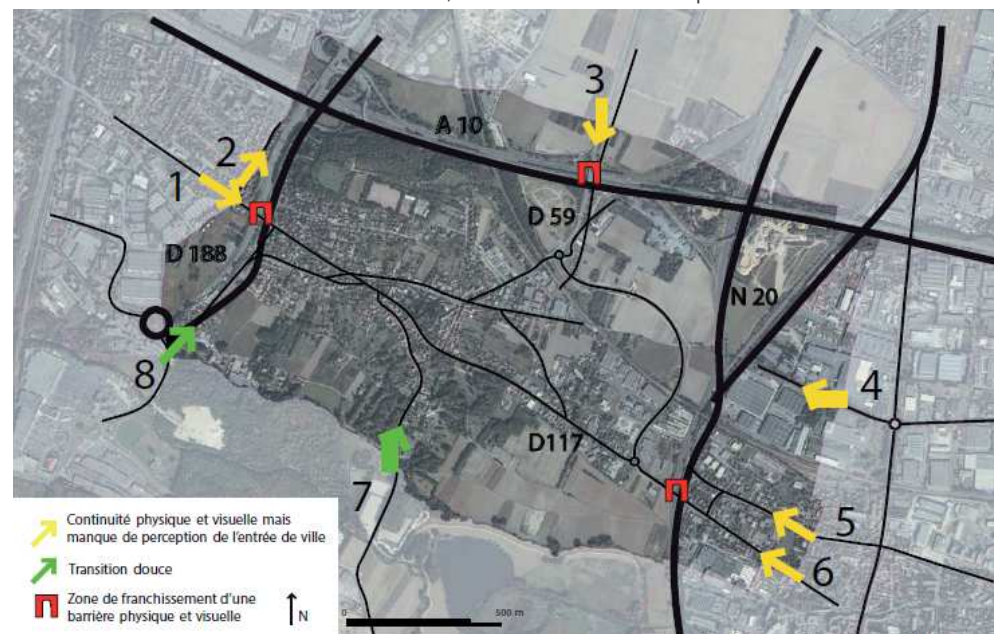 3
A 10
2
1
D 59
D 188
N 20
8
4
D117
7
5
6
Continuité physique et visuelle mais
manque de perception de l'entrée de ville
Transition douce
Zone de franchissement d'une
barrière physique et visuelle
N
0
500 m